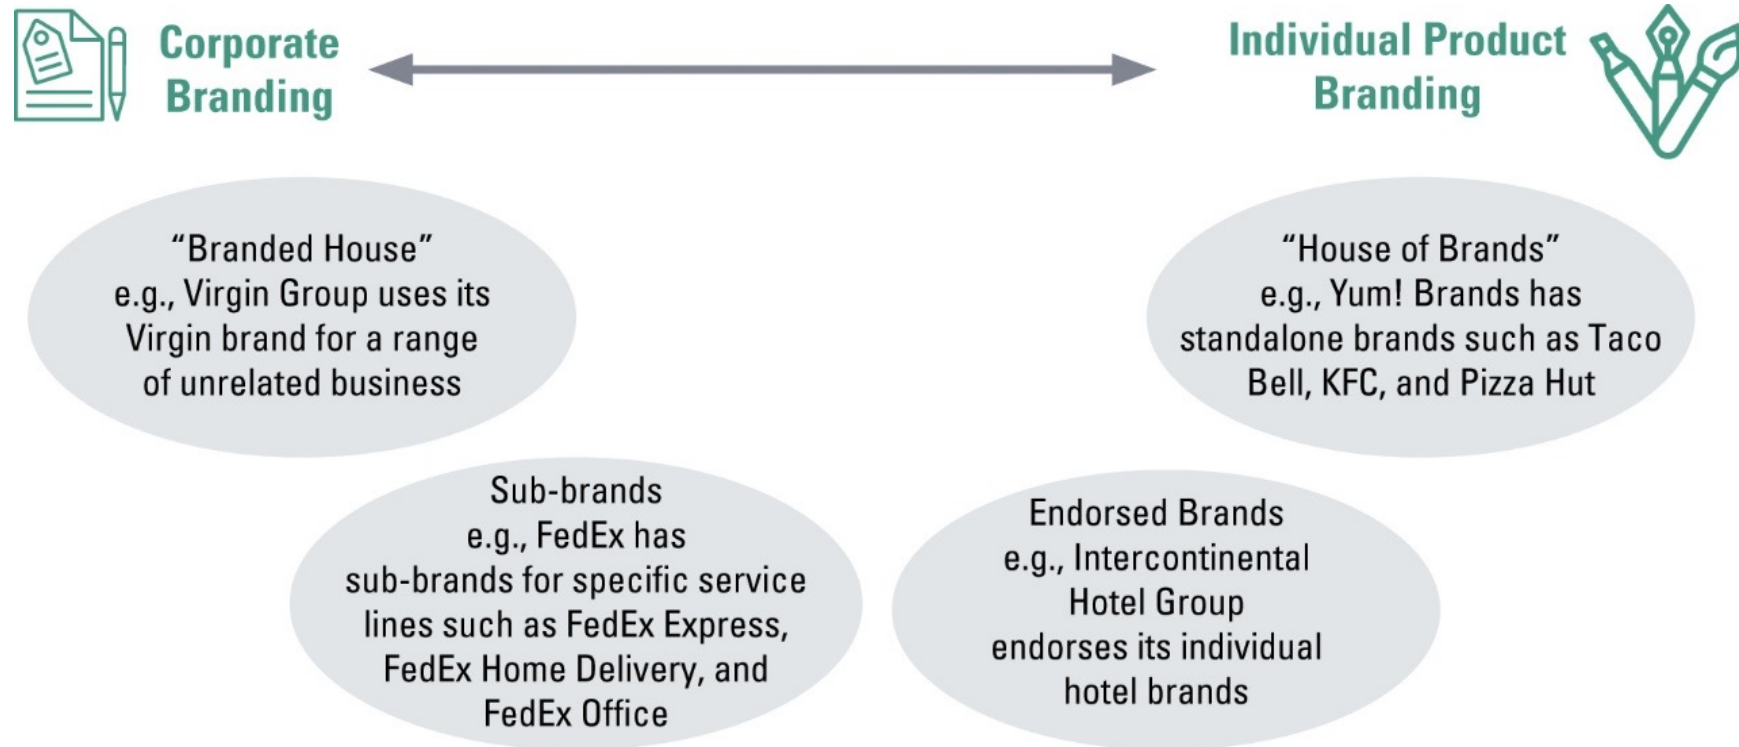 Corporate
Branding
Individual Product
Branding
“Branded House”
e.g., Virgin Group uses its
Virgin brand for a range
of unrelated business
“House of Brands”
e.g., Yum! Brands has
standalone brands such as Taco
Bell, KFC, and Pizza Hut
Sub-brands
e.g., FedEx has
sub-brands for specific service
lines such as FedEx Express,
FedEx Home Delivery, and
FedEx Office
Endorsed Brands
e.g., Intercontinental
Hotel Group
endorses its individual
hotel brands